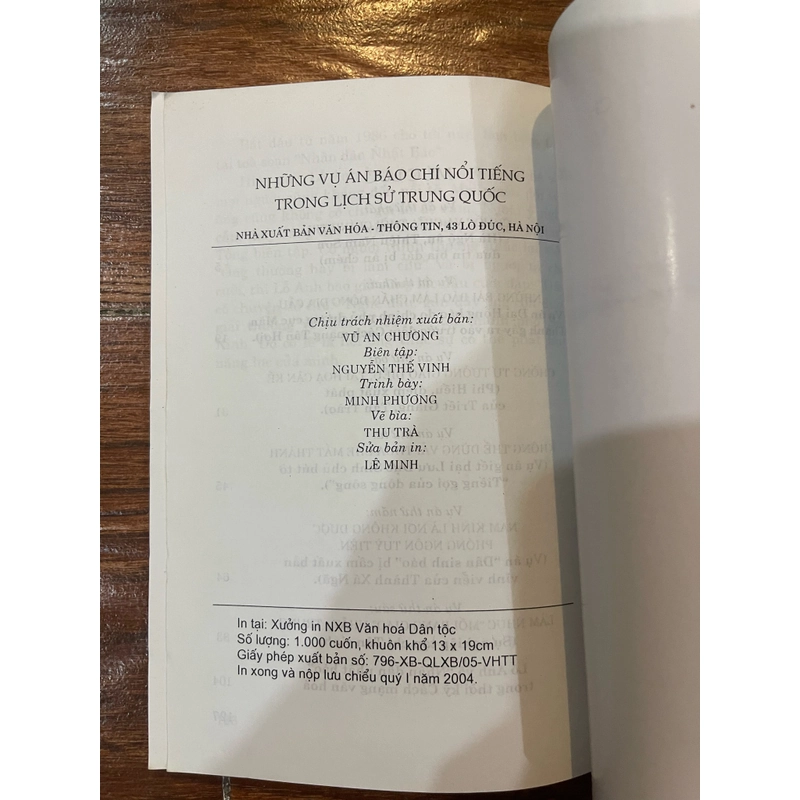 NHỮNG VỤ ÁN BÁO CHÍ NỔI TIẾNG
TRONG LỊCH SỬ TRUNG QUỐC
NHÀ XUẤT BẢN VĂN HÓA - THÔNG TIN, 43 LÒ ĐÚC, HÀ NỘI
Chịu trách nhiệm xuất bản:
VŨ AN CHƯƠNG
Biên tập:
NGUYỄN THẾ VINH
Trình bày:
MINH PHƯƠNG
Vẽ bìa:
THU TRÀ
Sửa bản in:
LÊ MINH
In tại: Xưởng in NXB Văn hoá Dân tộc
Số lượng: 1.000 cuốn, khuôn khổ 13 x 19cm
Giấy phép xuất bản số: 796-XB-QLXB/05-VHTT
In xong và nộp lưu chiểu quý I năm 2004.